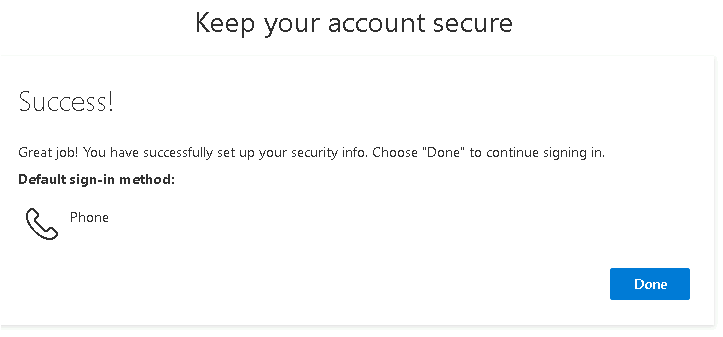 Keep your account secure
Success!
Great job! You have successfully set up your security info. Choose "Done" to continue signing in.
Default sign-in method:
Phone
Done